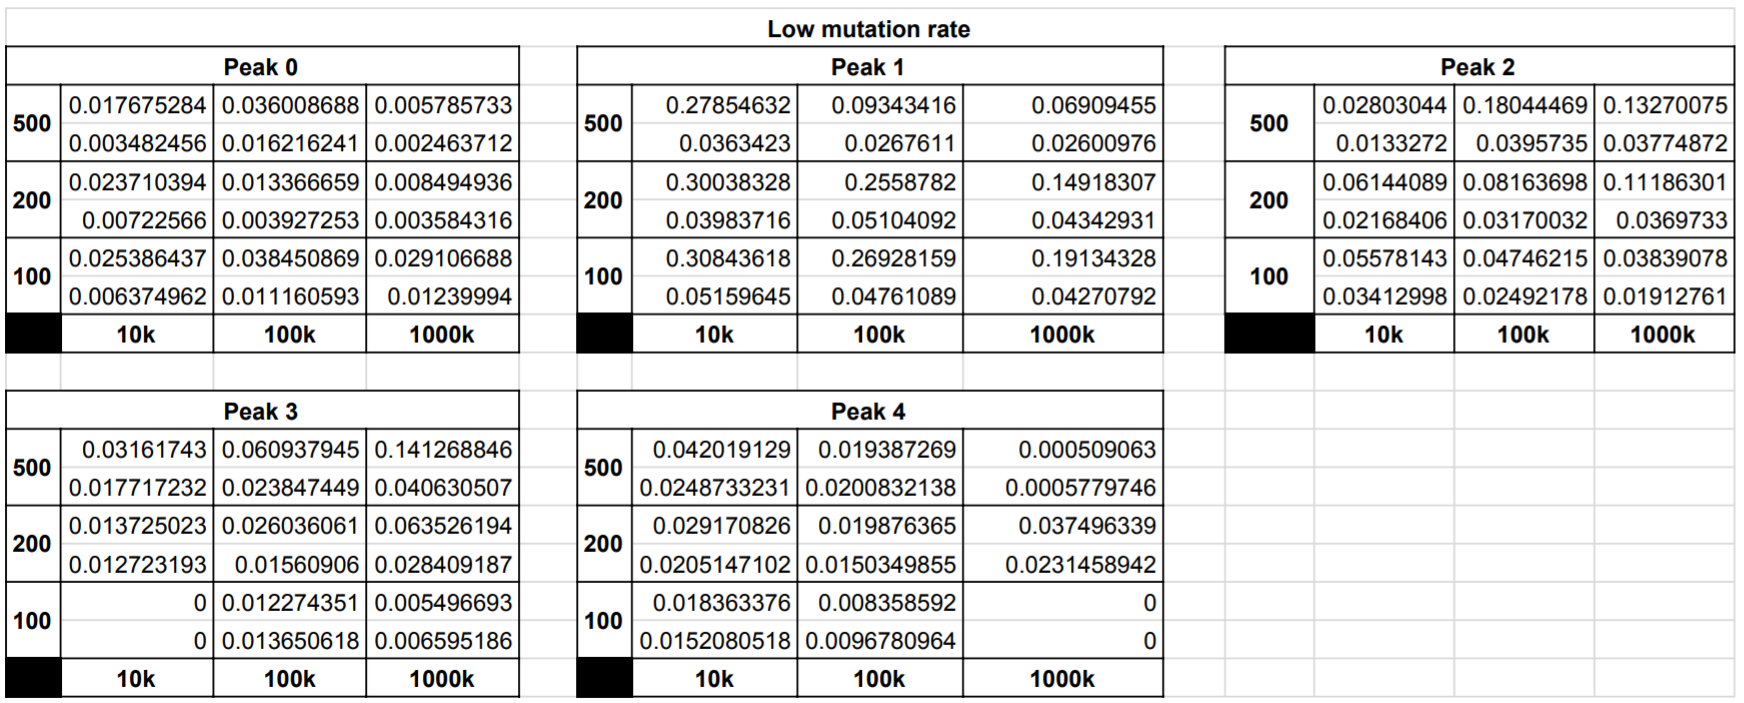 Low mutation rate
Peak 0 Peak 1 Peak 2
500 0.017675284 0.036008688 0.005785733 500 0.27854632 0.09343416 0.06909455 500 0.02803044 0.18044469 0.13270075
0.003482456 0.016216241 0.002463712 0.0363423 0.0267611 0.02600976 0.0133272 0.0395735 0.03774872
200 0.023710394 0.013366659 0.008494936 200 0.30038328 0.2558782 0.14918307 200 0.06144089 0.08163698 0.11186301
0.00722566 0.003927253 0.003584316 0.03983716 0.05104092 0.04342931 0.02168406 0.03170032 0.0369733
100 0.025386437 0.038450869 0.029106688 100 0.30843618 0.26928159 0.19134328 100 0.05578143 0.04746215 0.03839078
0.006374962 0.011160593 0.01239994 0.05159645 0.04761089 0.04270792 0.03412998 0.02492178 0.01912761
10k 100k 1000k 10k 100k 1000k 10k 100k 1000k
Peak 3 Peak 4
500 0.03161743 0.060937945 0.141268846 500 0.042019129 0.019387269 0.000509063
0.017717232 0.023847449 0.040630507 0.0248733231 0.0200832138 0.0005779746
200 0.013725023 0.026036061 0.063526194 200 0.029170826 0.019876365 0.037496339
0.012723193 0.01560906 0.028409187 0.0205147102 0.0150349855 0.0231458942
100 0 0.012274351 0.005496693 100 0.018363376 0.008358592 0
0 0.013650618 0.006595186 0.0152080518 0.0096780964 0
10k 100k 1000k 10k 100k 1000k